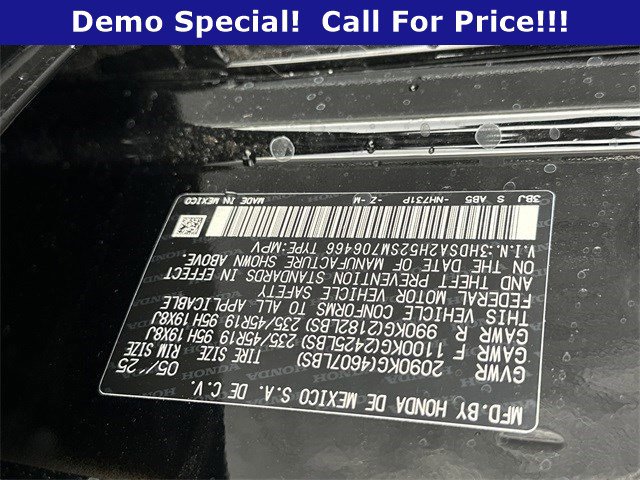 Demo Special!  Call For Price!!!
MFD.BY HONDA DE MEXICO S.A. DE C.V. 05/'25
GVWR TIRE SIZE RIM SIZE
2090KG(4607LBS)
GAWR F 1100KG(2425LBS) 235/45R19 95H 19X8J
GAWR R 990KG(2182LBS) 235/45R19 95H 19X8J
THIS VEHICLE CONFORMS TO ALL APPLICABLE
FEDERAL MOTOR VEHICLE SAFETY
AND THEFT PREVENTION STANDARDS IN EFFECT
ON THE DATE OF MANUFACTURE SHOWN ABOVE.
V.I.N.:3HDSA2H52SM706466 TYPE:MPV
3BJ S AB5 -NH731P -Z -M MADE IN MEXICO